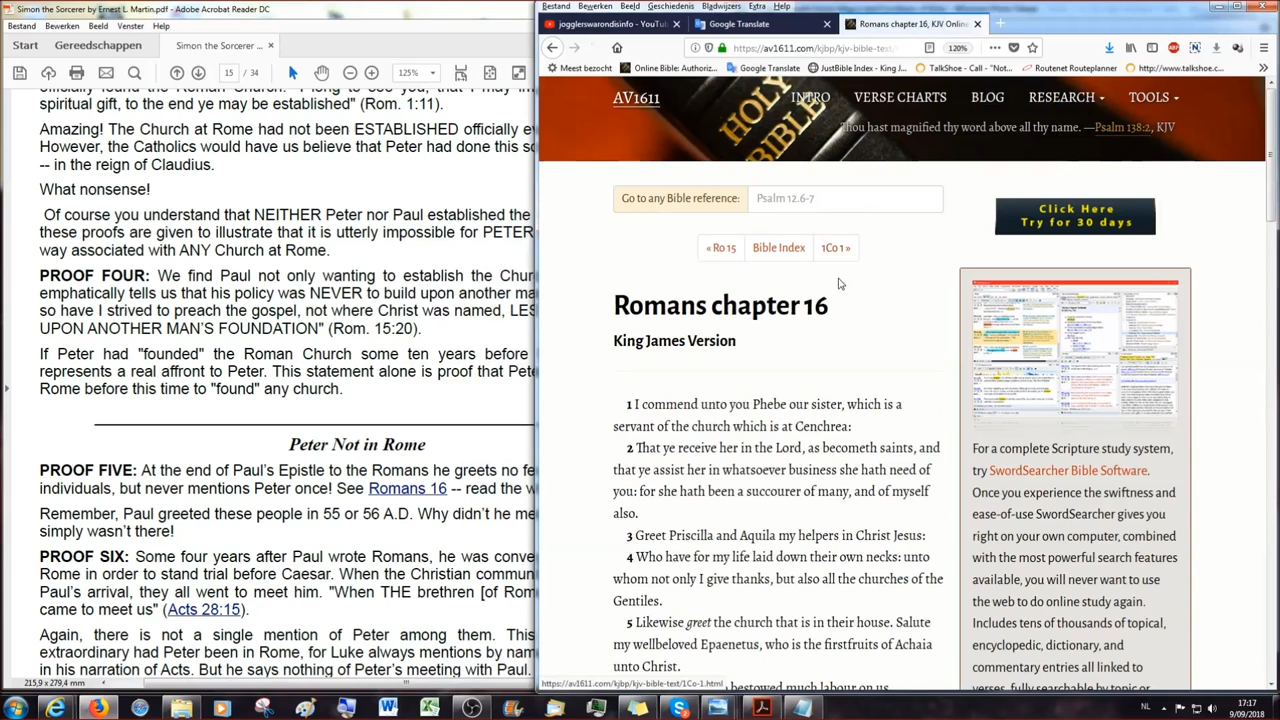 Simon the Sorcerer by Ernest L. Martin.pdf - Adobe Acrobat Reader DC
Bestand Bewerken Beeld Venster Help
Start Gereedschappen Simon the Sorcerer by ... ×
15 / 34 125%
spiritual gift, to the end ye may be established" (Rom. 1:11).
Amazing! The Church at Rome had not been ESTABLISHED officially ev
However, the Catholics would have us believe that Peter had done this so
-- in the reign of Claudius.
What nonsense!
Of course you understand that NEITHER Peter nor Paul established the
these proofs are given to illustrate that it is utterly impossible for PETER
way associated with ANY Church at Rome.
PROOF FOUR: We find Paul not only wanting to establish the Chur
emphatically tells us that his policy was NEVER to build upon another ma
so have I strived to preach the gospel, not where Christ was named, LES
UPON ANOTHER MAN'S FOUNDATION" (Rom. 15:20).
If Peter had "founded" the Roman Church some ten years before
represents a real affront to Peter. This statement alone is proof that Pete
Rome before this time to "found" any church.
Peter Not in Rome
PROOF FIVE: At the end of Paul's Epistle to the Romans he greets no fe
individuals, but never mentions Peter once! See Romans 16 -- read the w
Remember, Paul greeted these people in 55 or 56 A.D. Why didn't he me
simply wasn't there!
PROOF SIX: Some four years after Paul wrote Romans, he was conve
Rome in order to stand trial before Caesar. When the Christian commun
Paul's arrival, they all went to meet him. "When THE brethren [of Rom
came to meet us" (Acts 28:15).
Again, there is not a single mention of Peter among them. This
extraordinary had Peter been in Rome, for Luke always mentions by name
in his narration of Acts. But he says nothing of Peter's meeting with Paul.
215,9 x 279,4 mm
Bestand Bewerken Beeld Geschiedenis Bladwijzers Extra Help
jogglerswarondisinfo - YouTu × Google Translate × Romans chapter 16, KJV Online × +
https://av1611.com/kjbp/kjv-bible-text/ 120%
Meest bezocht Online Bible: Authoriz... Google Translate JustBible Index - King J... TalkShoe - Call - "Not... Routenet Routeplanner http://www.talkshoe.c...
AV1611 INTRO VERSE CHARTS BLOG RESEARCH TOOLS
HOLY BIBLE
Thou hast magnified thy word above all thy name. —Psalm 138:2, KJV
Go to any Bible reference: Psalm 12.6-7
« Ro 15 Bible Index 1Co 1 »
Romans chapter 16
King James Version
1 I commend unto you Phebe our sister, which is a
servant of the church which is at Cenchrea:
2 That ye receive her in the Lord, as becometh saints, and
that ye assist her in whatsoever business she hath need of
you: for she hath been a succourer of many, and of myself
also.
3 Greet Priscilla and Aquila my helpers in Christ Jesus:
4 Who have for my life laid down their own necks: unto
whom not only I give thanks, but also all the churches of the
Gentiles.
5 Likewise greet the church that is in their house. Salute
my wellbeloved Epaenetus, who is the firstfruits of Achaia
unto Christ.
bestowed much labour on us.
https://av1611.com/kjbp/kjv-bible-text/1Co-1.html
Click Here
Try for 30 days
For a complete Scripture study system,
try SwordSearcher Bible Software.
Once you experience the swiftness and
ease-of-use SwordSearcher gives you
right on your own computer, combined
with the most powerful search features
available, you will never want to use
the web to do online study again.
Includes tens of thousands of topical,
encyclopedic, dictionary, and
commentary entries all linked to
verses, fully searchable by topic or
NL 17:17
9/09/2018